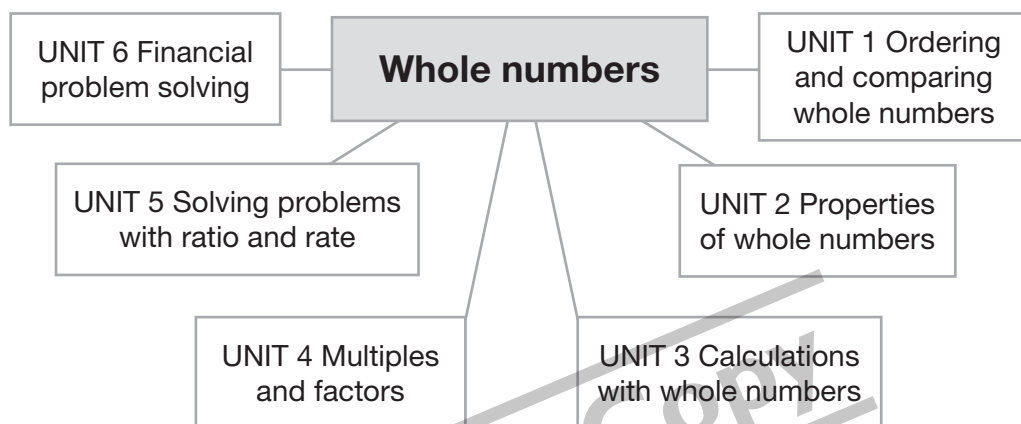 Whole numbers
UNIT 1 Ordering
and comparing
whole numbers
UNIT 2 Properties
of whole numbers
UNIT 3 Calculations
with whole numbers
UNIT 4 Multiples
and factors
UNIT 5 Solving problems
with ratio and rate
UNIT 6 Financial
problem solving
Copy